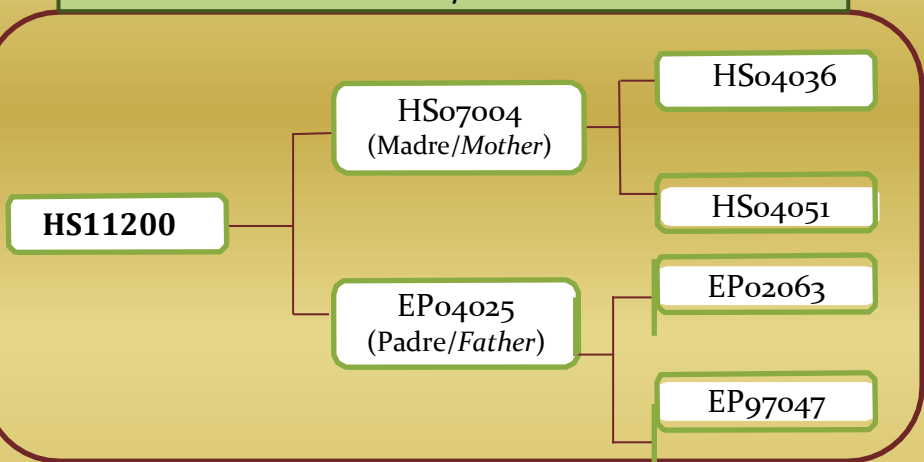 HS04036
HS07004
(Madre/Mother)
HS04051
HS11200
EP02063
EP04025
(Padre/Father)
EP97047